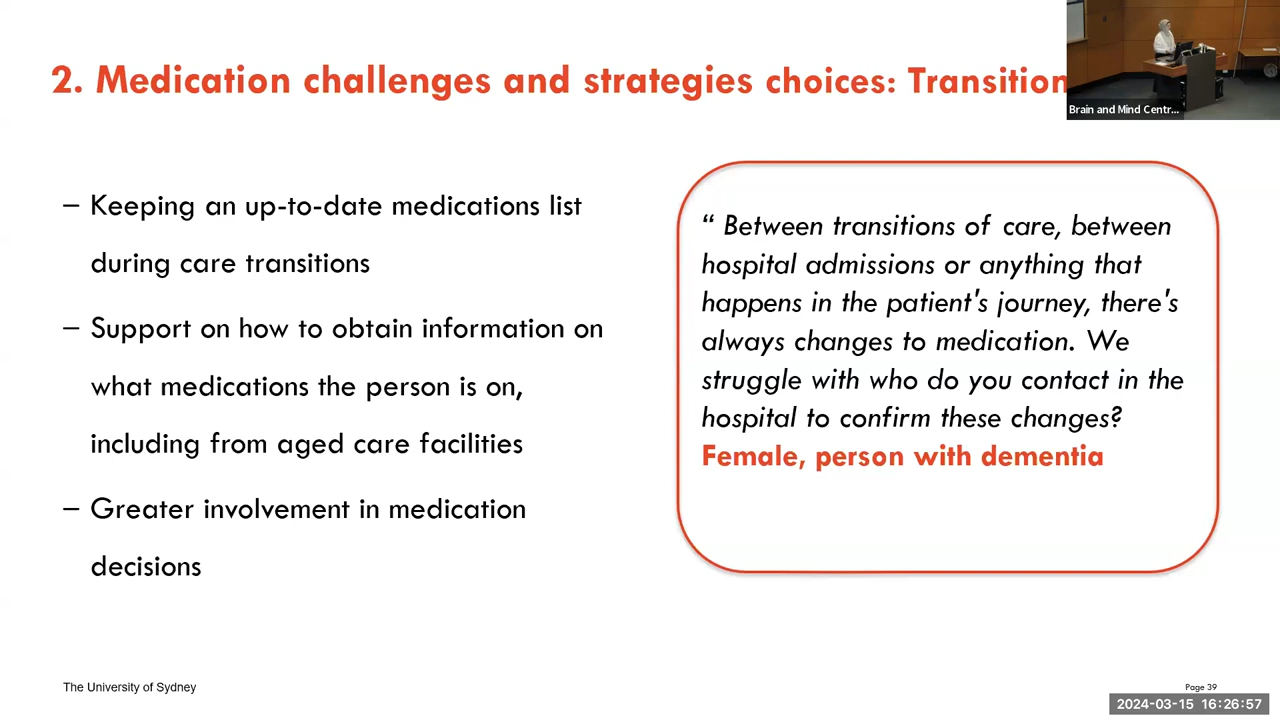 2. Medication challenges and strategies choices: Transition
Brain and Mind Centr...
– Keeping an up-to-date medications list
during care transitions
– Support on how to obtain information on
what medications the person is on,
including from aged care facilities
– Greater involvement in medication
decisions
“ Between transitions of care, between
hospital admissions or anything that
happens in the patient's journey, there's
always changes to medication. We
struggle with who do you contact in the
hospital to confirm these changes?
Female, person with dementia
The University of Sydney
Page 39
2024-03-15 16:26:57